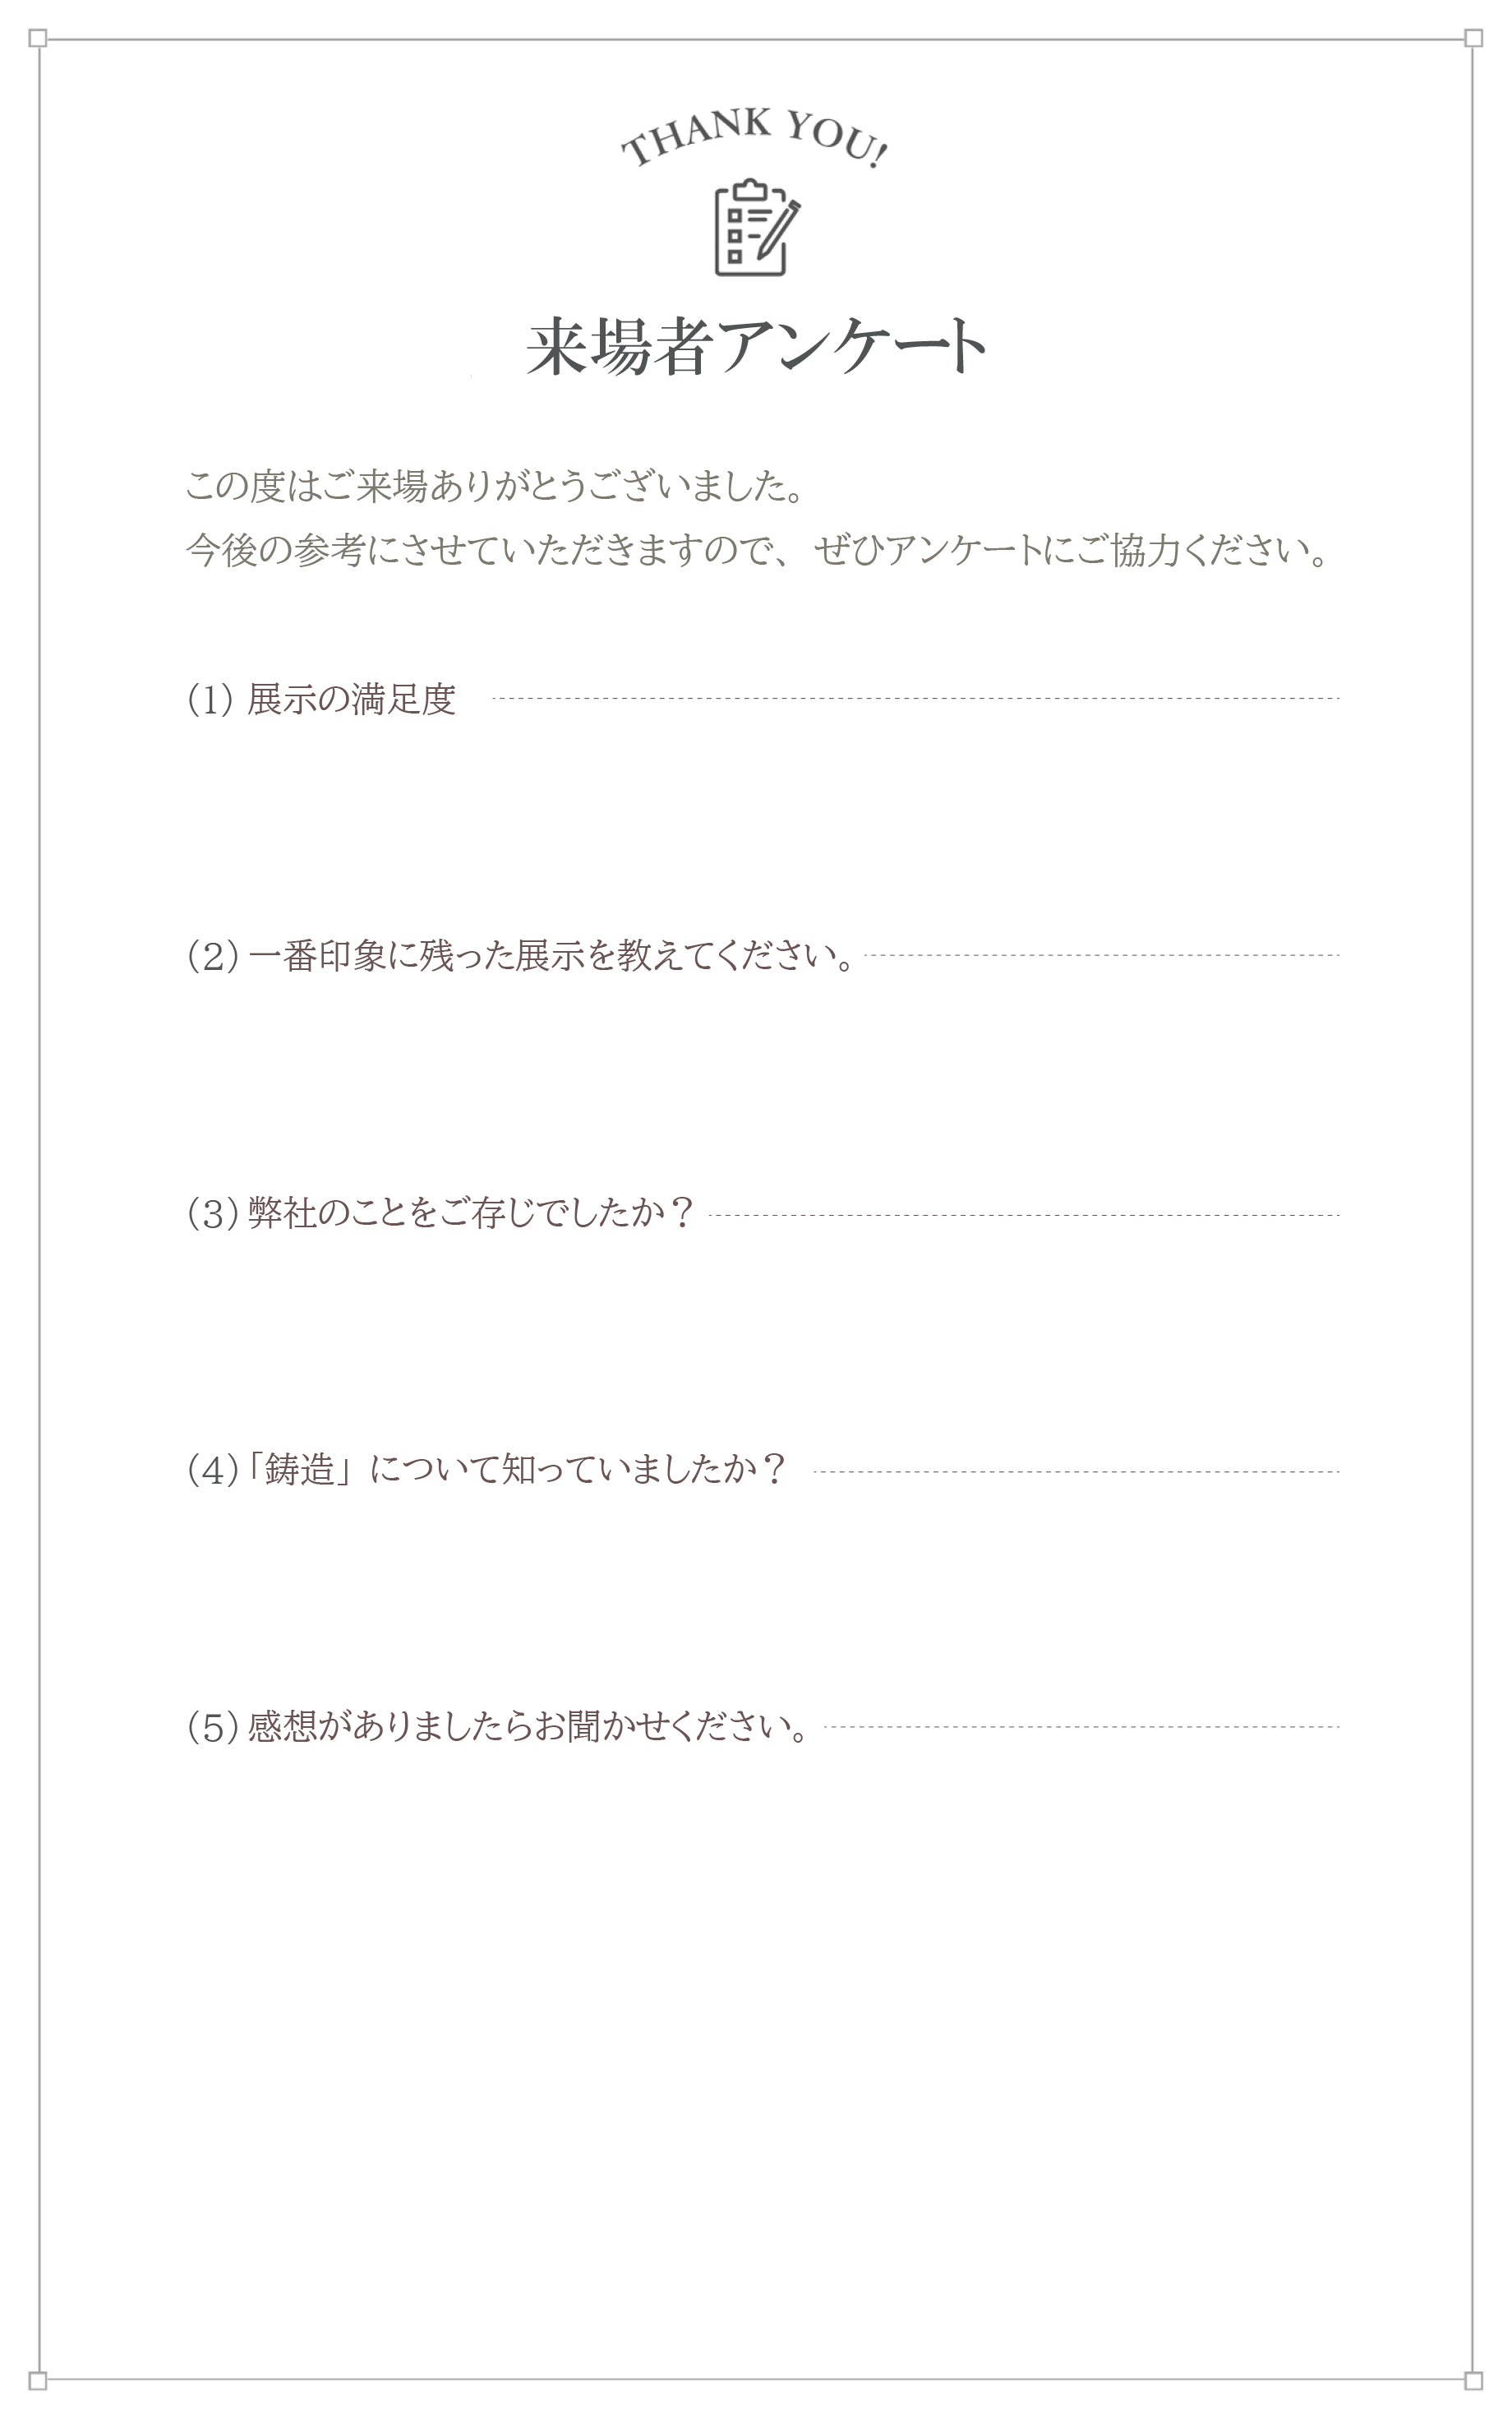 THANK YOU!
来場者アンケート
この度はご来場ありがとうございました。
今後の参考にさせていただきますので、ぜひアンケートにご協力ください。
（1）展示の満足度
（2）一番印象に残った展示を教えてください。
（3）弊社のことをご存じでしたか？
（4）「鋳造」について知っていましたか？
（5）感想がありましたらお聞かせください。